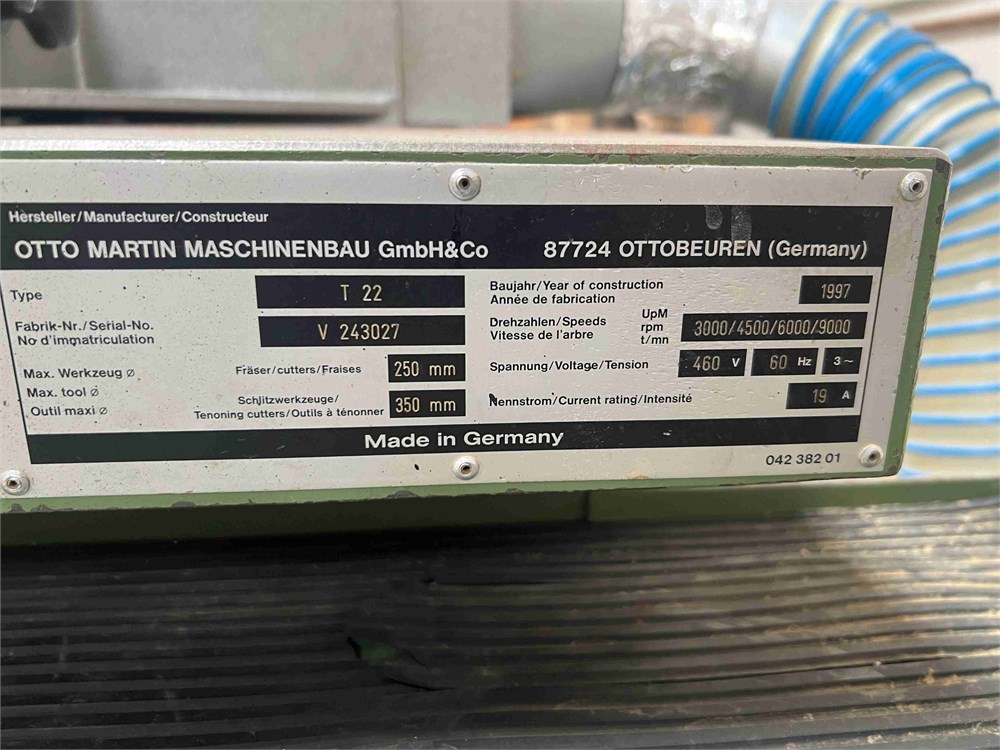 Hersteller/Manufacturer/Constructeur
OTTO MARTIN MASCHINENBAU GmbH&Co 87724 OTTOBEUREN (Germany)
Type T 22
Fabrik-Nr./Serial-No.
No d'immatriculation V 243027
Max. Werkzeug ⌀ Fräser/cutters/Fraises 250 mm
Max. tool ⌀
Outil maxi ⌀
Schlitzwerkzeuge/
Tenoning cutters/Outils à ténonner 350 mm
Baujahr/Year of construction
Année de fabrication 1997
Drehzahlen/Speeds
Vitesse de l'arbre
UpM
rpm
t/mn
3000/4500/6000/9000
Spannung/Voltage/Tension 460 V 60 Hz 3~
Nennstrom/Current rating/Intensité 19 A
Made in Germany
042 382 01